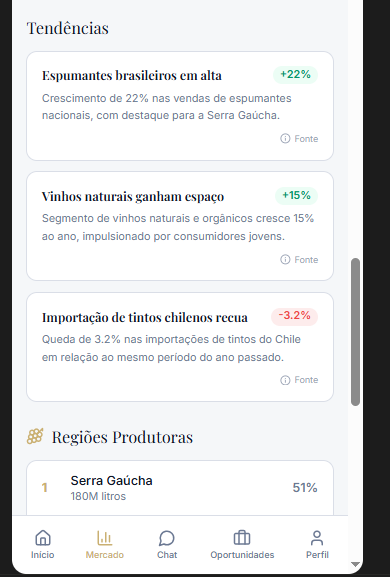 Tendências
Espumantes brasileiros em alta
+22%
Crescimento de 22% nas vendas de espumantes
nacionais, com destaque para a Serra Gaúcha.
Fonte
Vinhos naturais ganham espaço
+15%
Segmento de vinhos naturais e orgânicos cresce 15%
ao ano, impulsionado por consumidores jovens.
Fonte
Importação de tintos chilenos recua
-3.2%
Queda de 3.2% nas importações de tintos do Chile
em relação ao mesmo período do ano passado.
Fonte
Regiões Produtoras
1
Serra Gaúcha
51%
180M litros
Início
Mercado
Chat
Oportunidades
Perfil